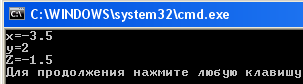 C:\WINDOWS\system32\cmd.exe
x=-3.5
y=2
Z=-1.5
Для продолжения нажмите любую клавишу